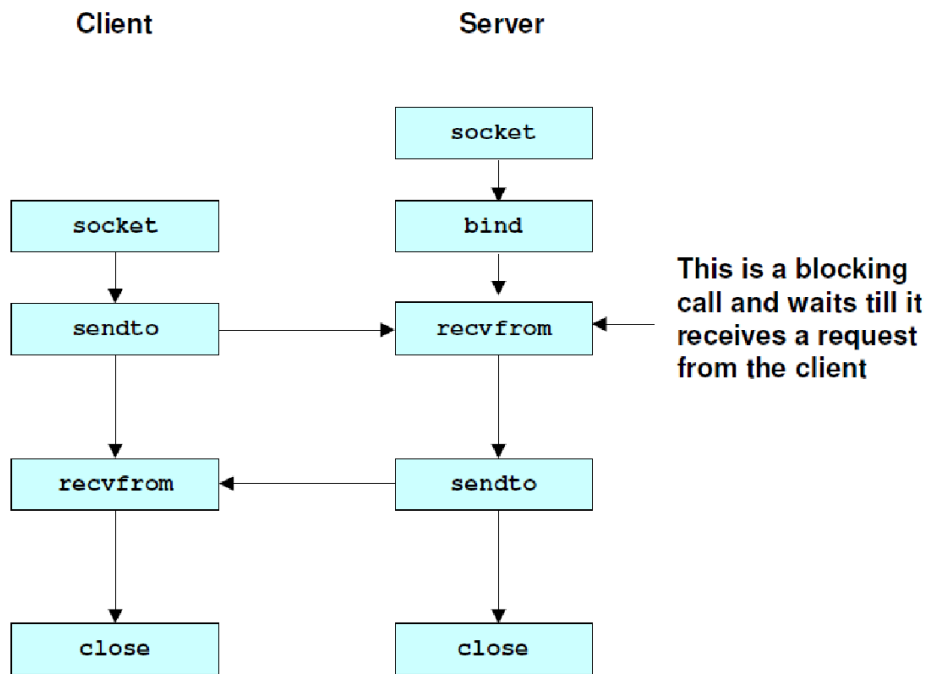 Client
Server
socket
socket
bind
This is a blocking
call and waits till it
receives a request
from the client
sendto
recvfrom
recvfrom
sendto
close
close